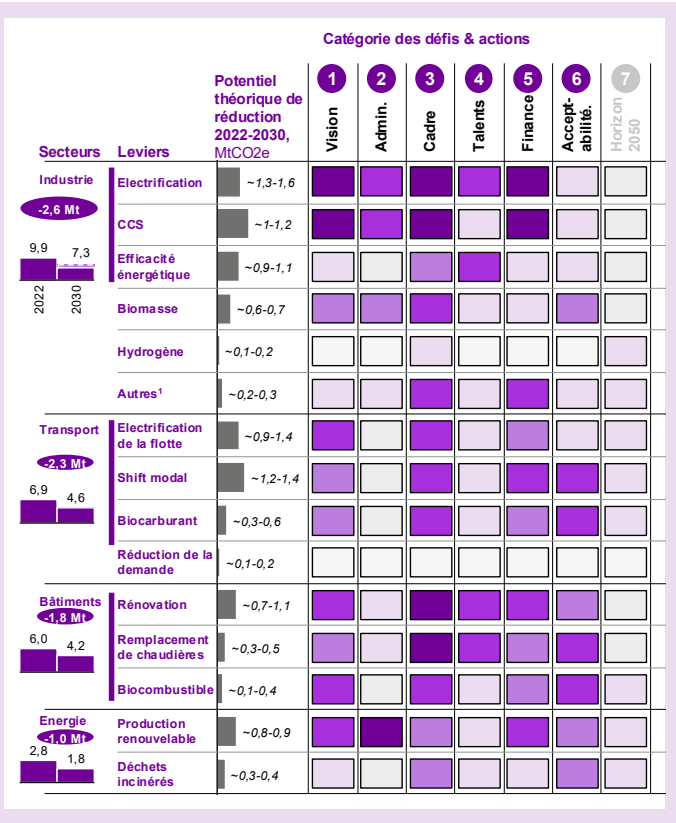 Catégorie des défis & actions
Potentiel
théorique de
réduction
2022-2030,
MtCO2e
1
2
3
4
5
6
7
Vision
Admin.
Cadre
Talents
Finance
Accept-
abilité.
Horizon
2050
Secteurs
Leviers
Industrie
-2,6 Mt
9,9
7,3
2022
2030
Electrification
~1,3-1,6
CCS
~1-1,2
Efficacité
énergétique
~0,9-1,1
Biomasse
~0,6-0,7
Hydrogène
~0,1-0,2
Autres¹
~0,2-0,3
Transport
-2,3 Mt
6,9
4,6
Electrification
de la flotte
~0,9-1,4
Shift modal
~1,2-1,4
Biocarburant
~0,3-0,6
Réduction de la
demande
~0,1-0,2
Bâtiments
-1,8 Mt
6,0
4,2
Rénovation
~0,7-1,1
Remplacement
de chaudières
~0,3-0,5
Biocombustible
~0,1-0,4
Energie
-1,0 Mt
2,8
1,8
Production
renouvelable
~0,8-0,9
Déchets
incinérés
~0,3-0,4